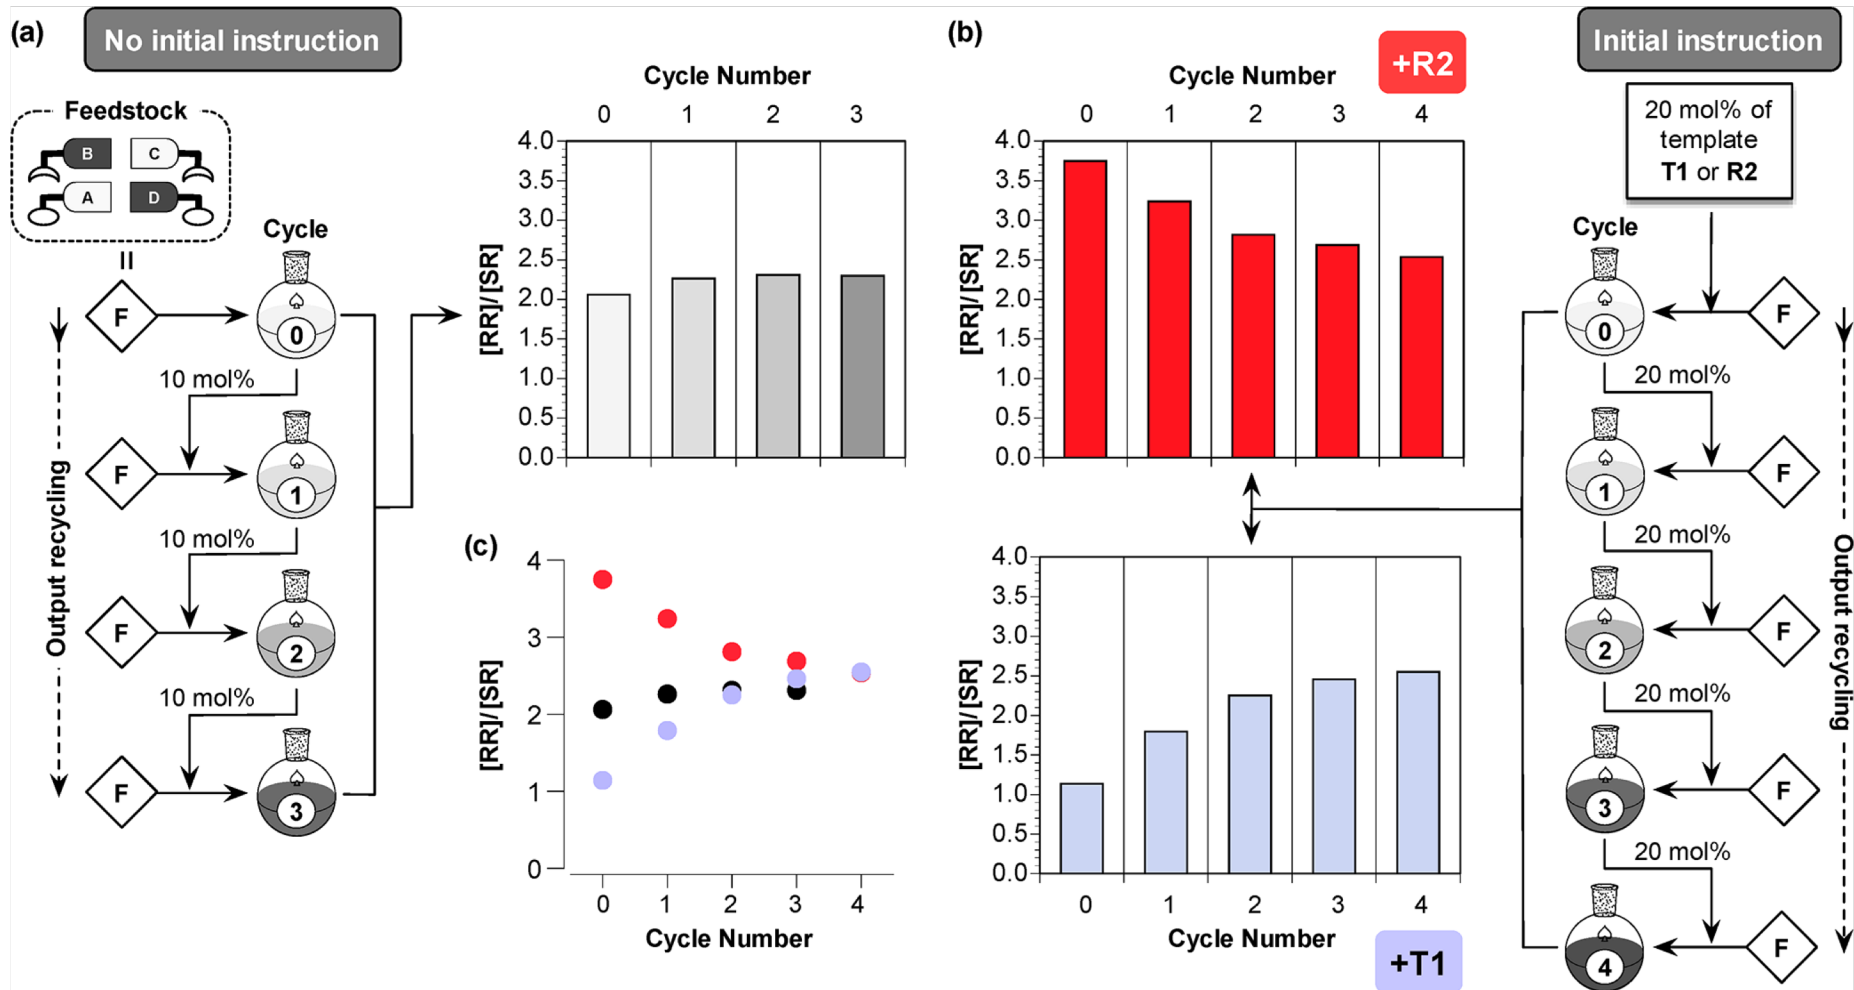 (a)
No initial instruction
Feedstock
B
C
A
D
Cycle
F
0
10 mol%
F
1
10 mol%
F
2
10 mol%
F
3
Output recycling
Cycle Number
0 1 2 3
4.0
3.5
3.0
2.5
2.0
1.5
1.0
0.5
0.0
[RR]/[SR]
(c)
4
3
2
1
0
[RR]/[SR]
0 1 2 3 4
Cycle Number
(b)
Cycle Number
+R2
0 1 2 3 4
4.0
3.5
3.0
2.5
2.0
1.5
1.0
0.5
0.0
[RR]/[SR]
4.0
3.5
3.0
2.5
2.0
1.5
1.0
0.5
0.0
[RR]/[SR]
0 1 2 3 4
Cycle Number
+T1
Initial instruction
20 mol% of
template
T1 or R2
Cycle
0
F
20 mol%
1
F
20 mol%
2
F
20 mol%
3
F
20 mol%
4
F
Output recycling